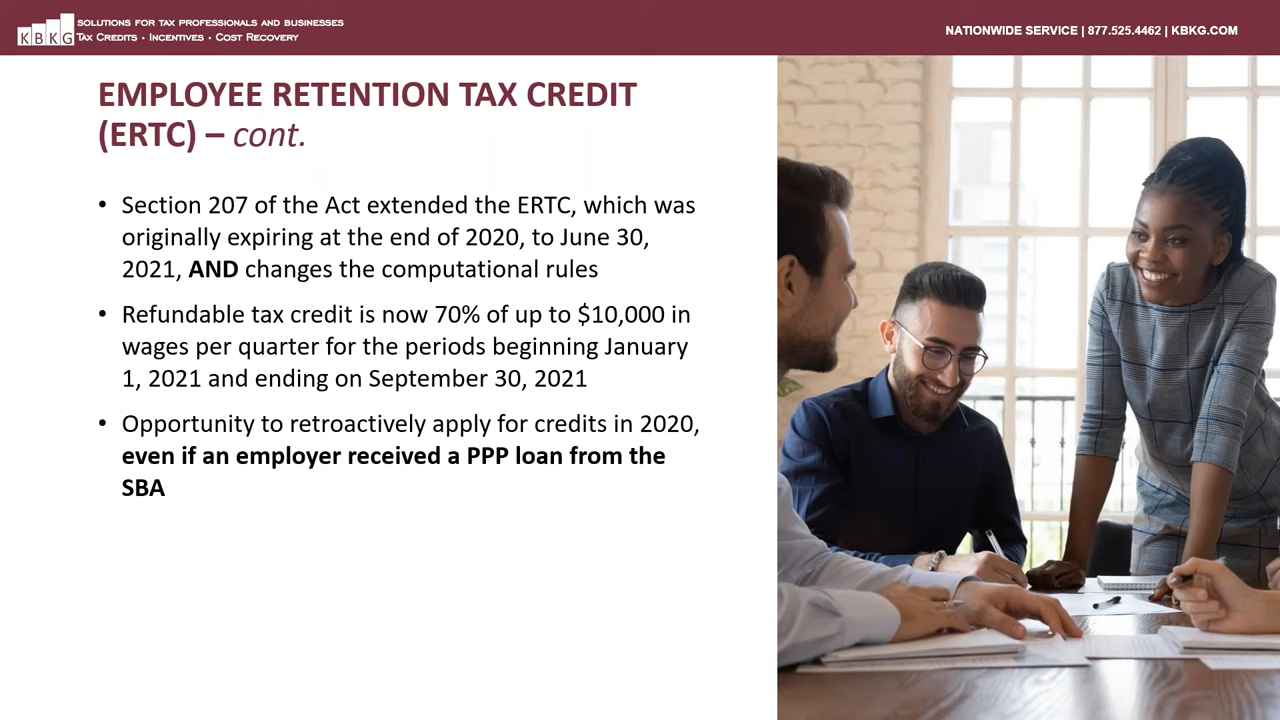 KBKG
SOLUTIONS FOR TAX PROFESSIONALS AND BUSINESSES
TAX CREDITS · INCENTIVES · COST RECOVERY
NATIONWIDE SERVICE | 877.525.4462 | KBKG.COM
EMPLOYEE RETENTION TAX CREDIT
(ERTC) – cont.
• Section 207 of the Act extended the ERTC, which was
originally expiring at the end of 2020, to June 30,
2021, AND changes the computational rules
• Refundable tax credit is now 70% of up to $10,000 in
wages per quarter for the periods beginning January
1, 2021 and ending on September 30, 2021
• Opportunity to retroactively apply for credits in 2020,
even if an employer received a PPP loan from the
SBA